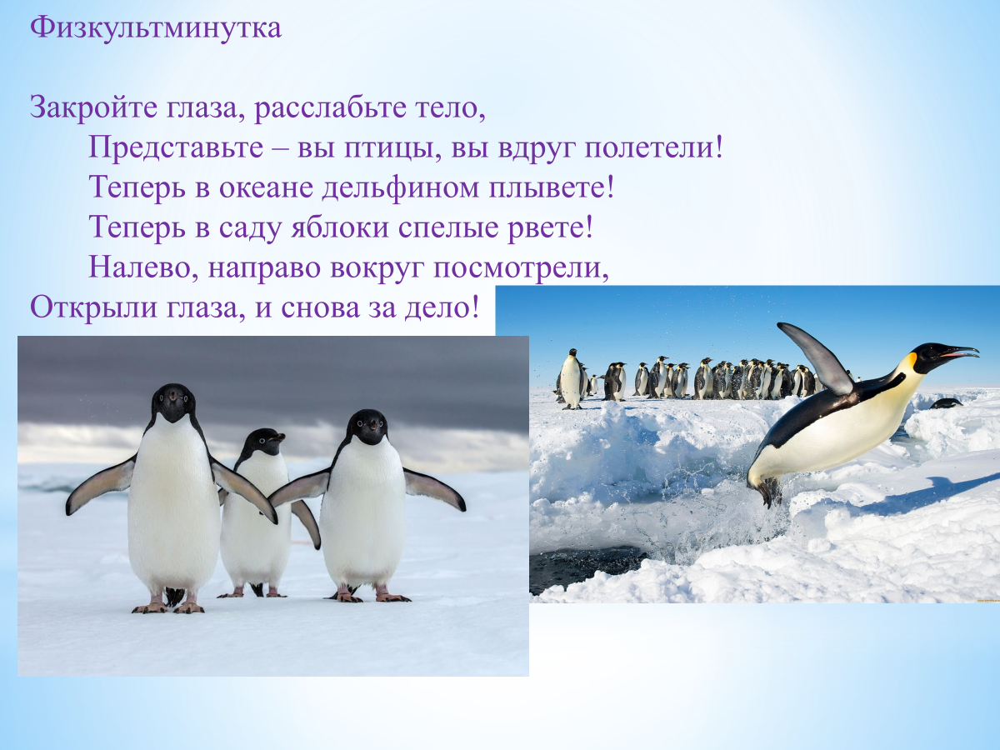 Физкультминутка
Закройте глаза, расслабьте тело,
Представьте – вы птицы, вы вдруг полетели!
Теперь в океане дельфином плывете!
Теперь в саду яблоки спелые рвете!
Налево, направо вокруг посмотрели,
Открыли глаза, и снова за дело!